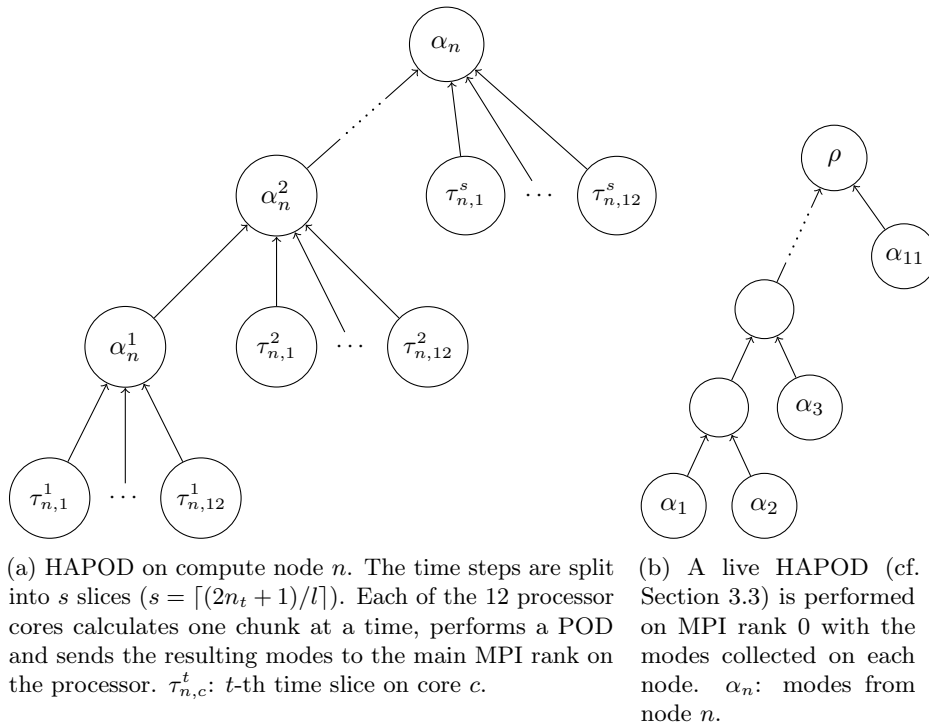 α_n
ρ
α_n^2
τ_{n,1}^s ··· τ_{n,12}^s
α_{11}
α_n^1
τ_{n,1}^2 ··· τ_{n,12}^2
α_3
τ_{n,1}^1 ··· τ_{n,12}^1
α_1 α_2
(a) HAPOD on compute node n. The time steps are split
into s slices (s = ⌈(2n_t + 1)/l⌉). Each of the 12 processor
cores calculates one chunk at a time, performs a POD
and sends the resulting modes to the main MPI rank on
the processor. τ_{n,c}^t: t-th time slice on core c.
(b) A live HAPOD (cf.
Section 3.3) is performed
on MPI rank 0 with the
modes collected on each
node. α_n: modes from
node n.